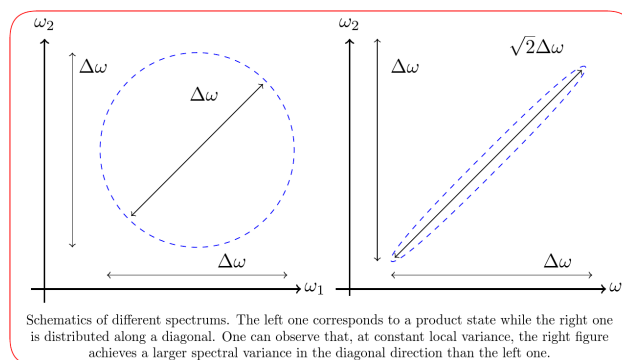 ω₂
Δω
Δω
Δω
ω₁
ω₂
√2Δω
Δω
Δω
ω
Schematics of different spectrums. The left one corresponds to a product state while the right one
is distributed along a diagonal. One can observe that, at constant local variance, the right figure
achieves a larger spectral variance in the diagonal direction than the left one.